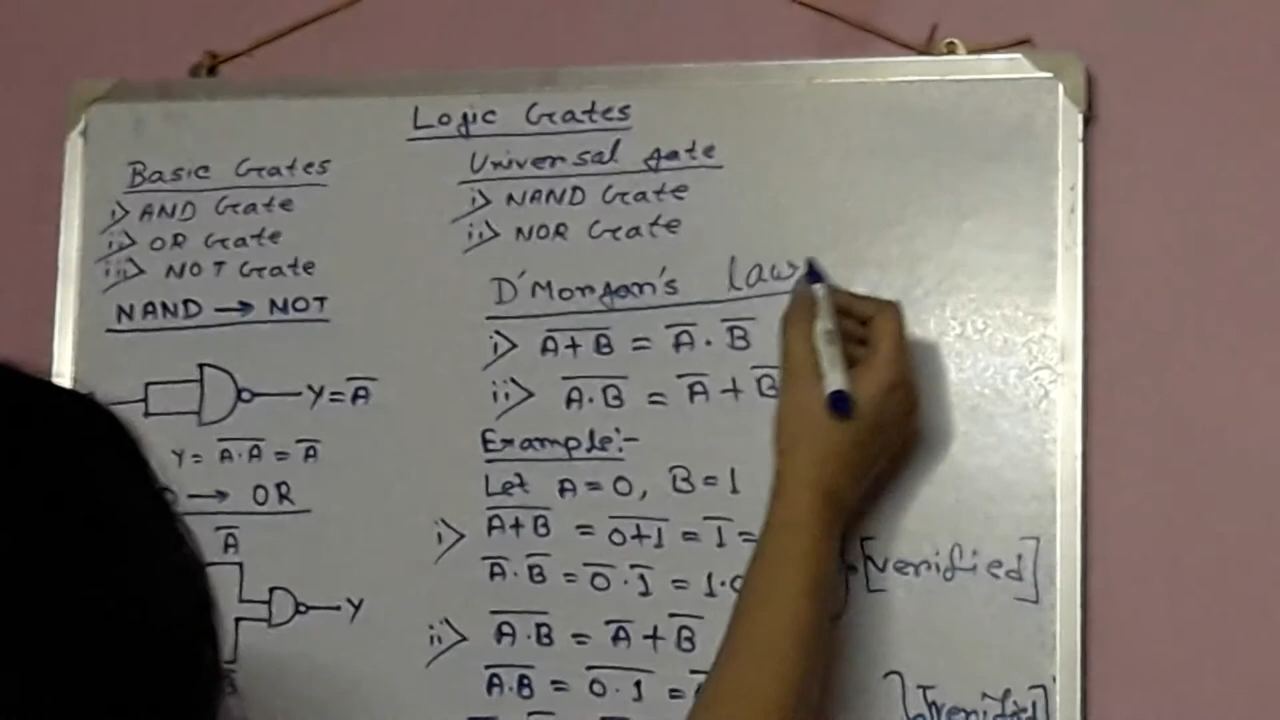 Logic Gates
Basic Gates
i> AND Gate
ii> OR Gate
iii> NOT Gate
NAND → NOT
Y = A̅
Y = A̅·̅A̅ = A̅
→ OR
A̅
Y
Universal gate
i> NAND Gate
ii> NOR Gate
D'Morgan's law
i> A̅+̅B̅ = A̅ · B̅
ii> A̅·̅B̅ = A̅ + B̅
Example:-
Let A=0, B=1
i> A̅+̅B̅ = 0̅+̅1̅ = 1̅ =
A̅·B̅ = 0̅·1̅ = 1·0
[verified]
ii> A̅·̅B̅ = A̅ + B̅
A̅·̅B̅ = 0̅·̅1̅ =
[verified]